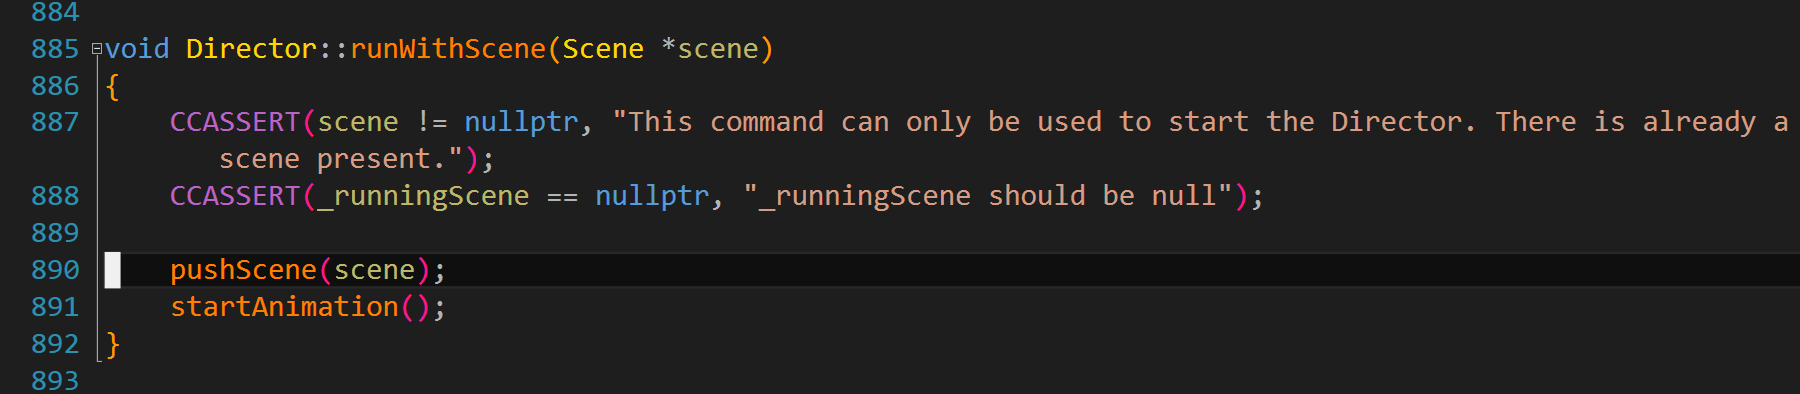 884
885 void Director::runWithScene(Scene *scene)
886 {
887     CCASSERT(scene != nullptr, "This command can only be used to start the Director. There is already a
       scene present.");
888     CCASSERT(_runningScene == nullptr, "_runningScene should be null");
889
890     pushScene(scene);
891     startAnimation();
892 }
893